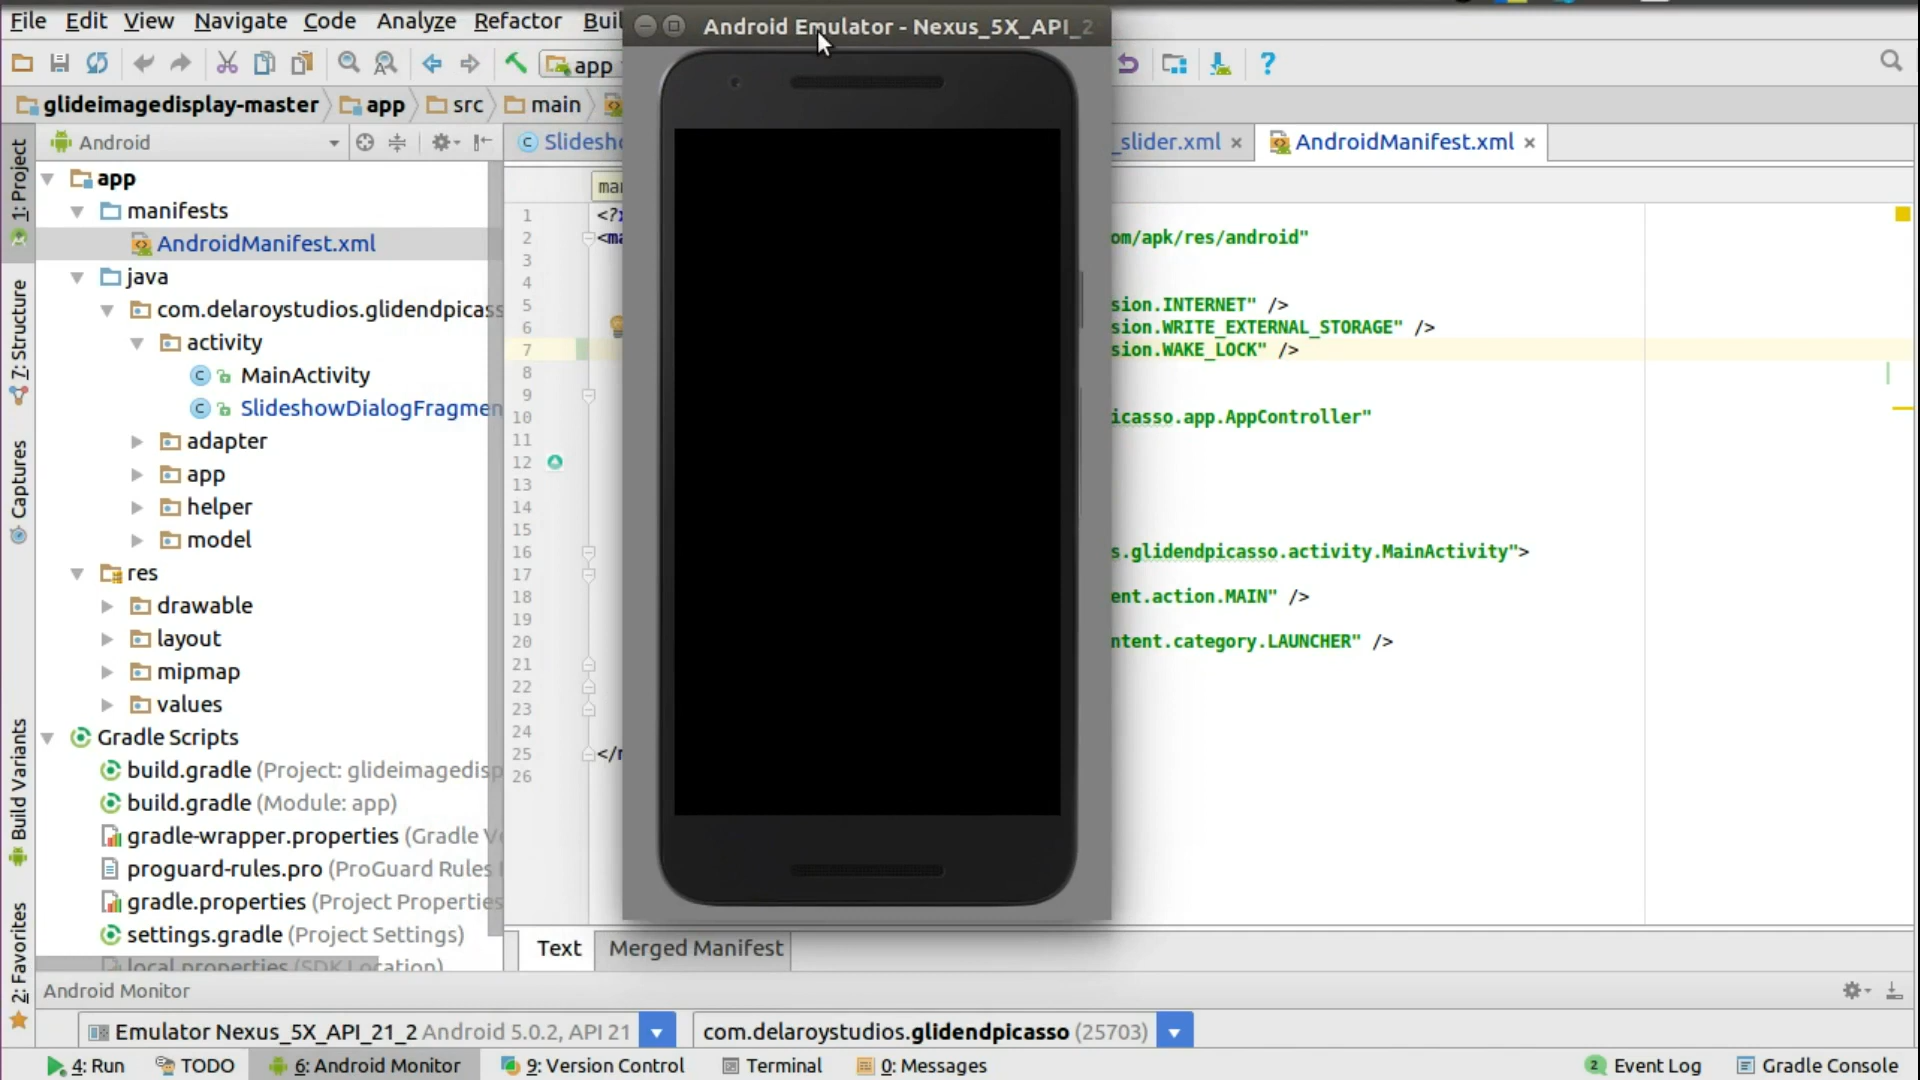 File Edit View Navigate Code Analyze Refactor
Android Emulator - Nexus_5X_API_2
app
glideimagedisplay-master app src main
Android
_slider.xml AndroidManifest.xml
1: Project
7: Structure
Captures
Build Variants
2: Favorites
app
manifests
AndroidManifest.xml
java
com.delaroystudios.glidendpicass
activity
MainActivity
SlideshowDialogFragmen
adapter
app
helper
model
res
drawable
layout
mipmap
values
Gradle Scripts
build.gradle (Project: glideimagedisp
build.gradle (Module: app)
gradle-wrapper.properties (Gradle V
proguard-rules.pro (ProGuard Rules
gradle.properties (Project Properties
settings.gradle (Project Settings)
local.properties (SDK Location)
1 <?x
2 <ma om/apk/res/android"
3
4
5 sion.INTERNET" />
6 sion.WRITE_EXTERNAL_STORAGE" />
7 sion.WAKE_LOCK" />
8
9
10 icasso.app.AppController"
11
12
13
14
15
16 s.glidendpicasso.activity.MainActivity">
17
18 ent.action.MAIN" />
19
20 ntent.category.LAUNCHER" />
21
22
23
24
25 </m
26
Text Merged Manifest
Android Monitor
Emulator Nexus_5X_API_21_2 Android 5.0.2, API 21 com.delaroystudios.glidendpicasso (25703)
4: Run TODO 6: Android Monitor 9: Version Control Terminal 0: Messages 2 Event Log Gradle Console